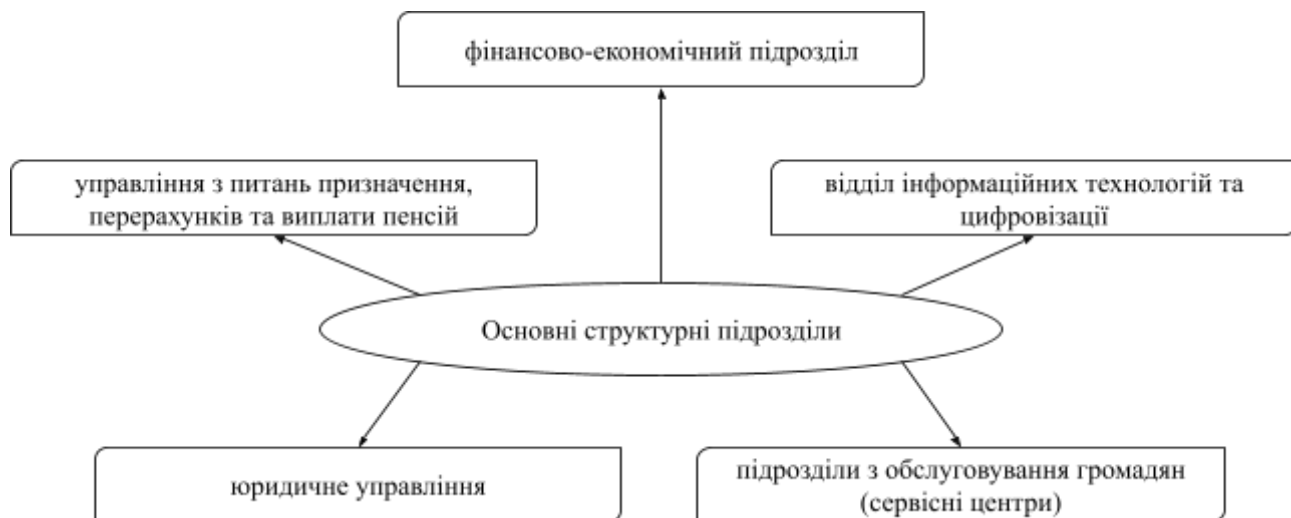 фінансово-економічний підрозділ
управління з питань призначення,
перерахунків та виплати пенсій
відділ інформаційних технологій та
цифровізації
Основні структурні підрозділи
юридичне управління
підрозділи з обслуговування громадян
(сервісні центри)